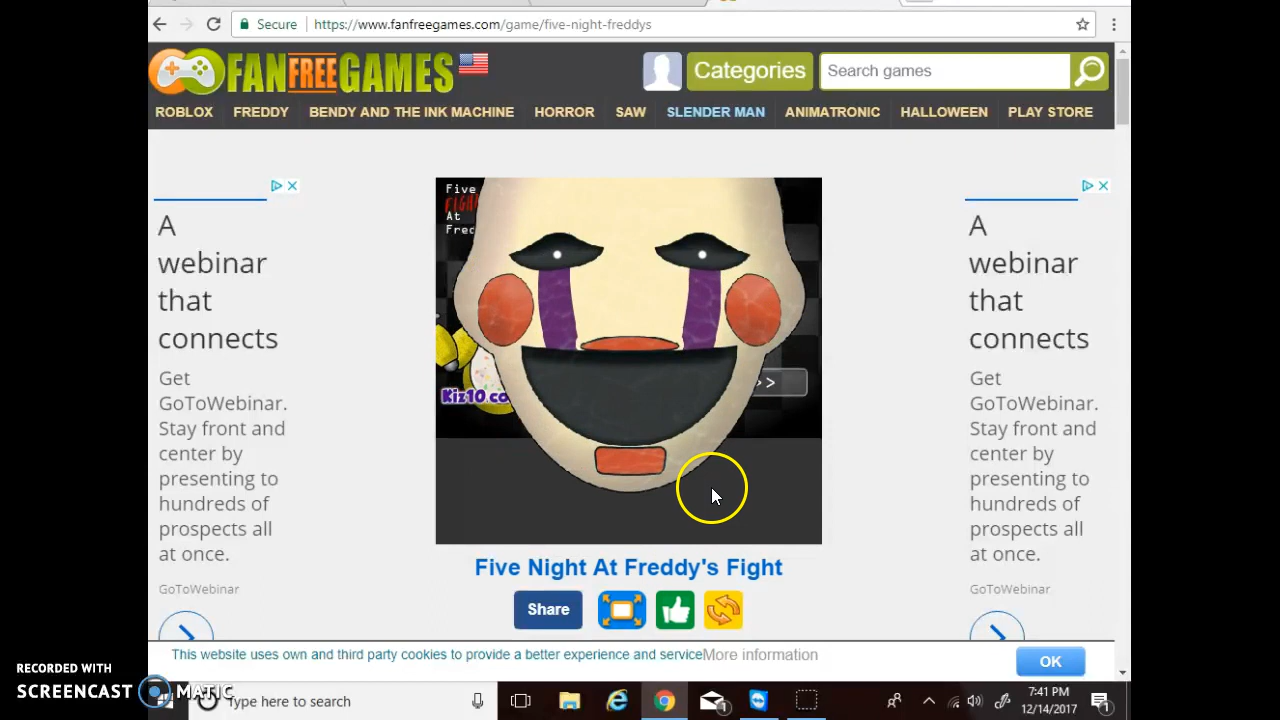 Secure https://www.fanfreegames.com/game/five-night-freddys
FANFREEGAMES
Categories
Search games
ROBLOX FREDDY BENDY AND THE INK MACHINE HORROR SAW SLENDER MAN ANIMATRONIC HALLOWEEN PLAY STORE
A
webinar
that
connects
Get
GoToWebinar.
Stay front and
center by
presenting to
hundreds of
prospects all
at once.
GoToWebinar
Five
At
>>
A
webinar
that
connects
Get
GoToWebinar.
Stay front and
center by
presenting to
hundreds of
prospects all
at once.
GoToWebinar
Five Night At Freddy's Fight
Share
This website uses own and third party cookies to provide a better experience and serviceMore information
OK
RECORDED WITH
SCREENCAST MATIC
Type here to search
1
7:41 PM
12/14/2017
1